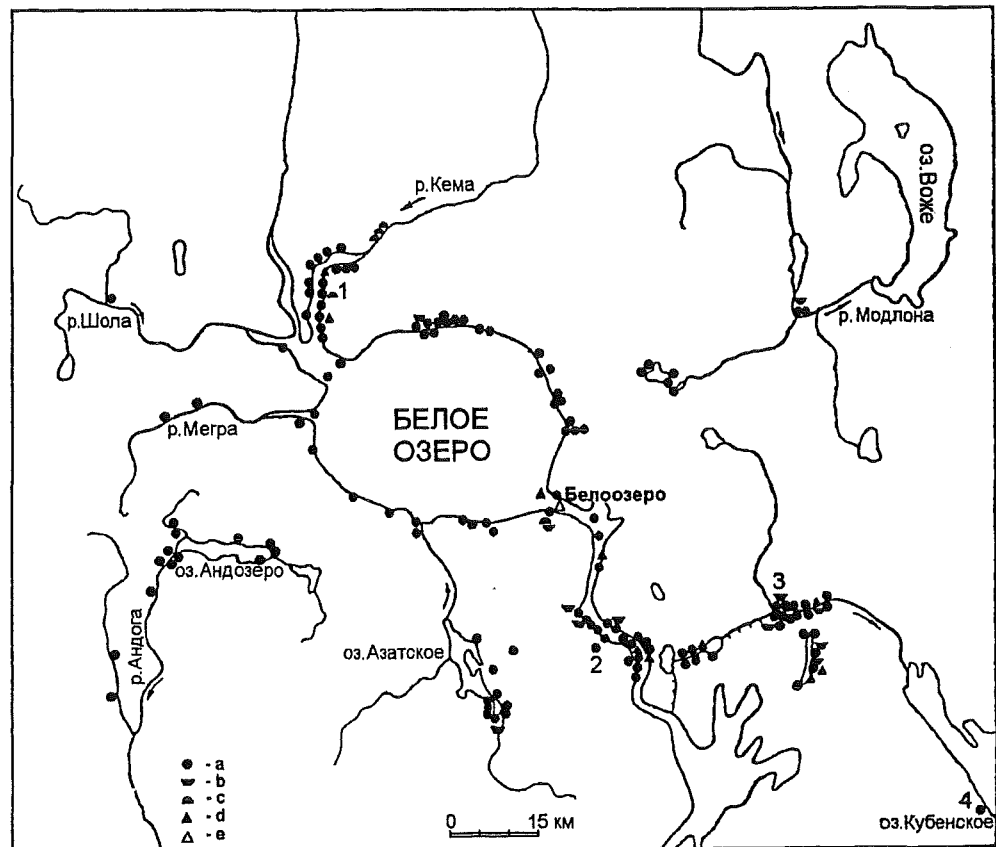 р.Кема
оз.Воже
1
р.Шола
р.Модлона
БЕЛОЕ
ОЗЕРО
р.Мегра
Белоозеро
оз.Андозеро
3
р.Андога
оз.Азатское
2
- a
- b
- c
- d
- e
0 15 км
4
оз.Кубенское